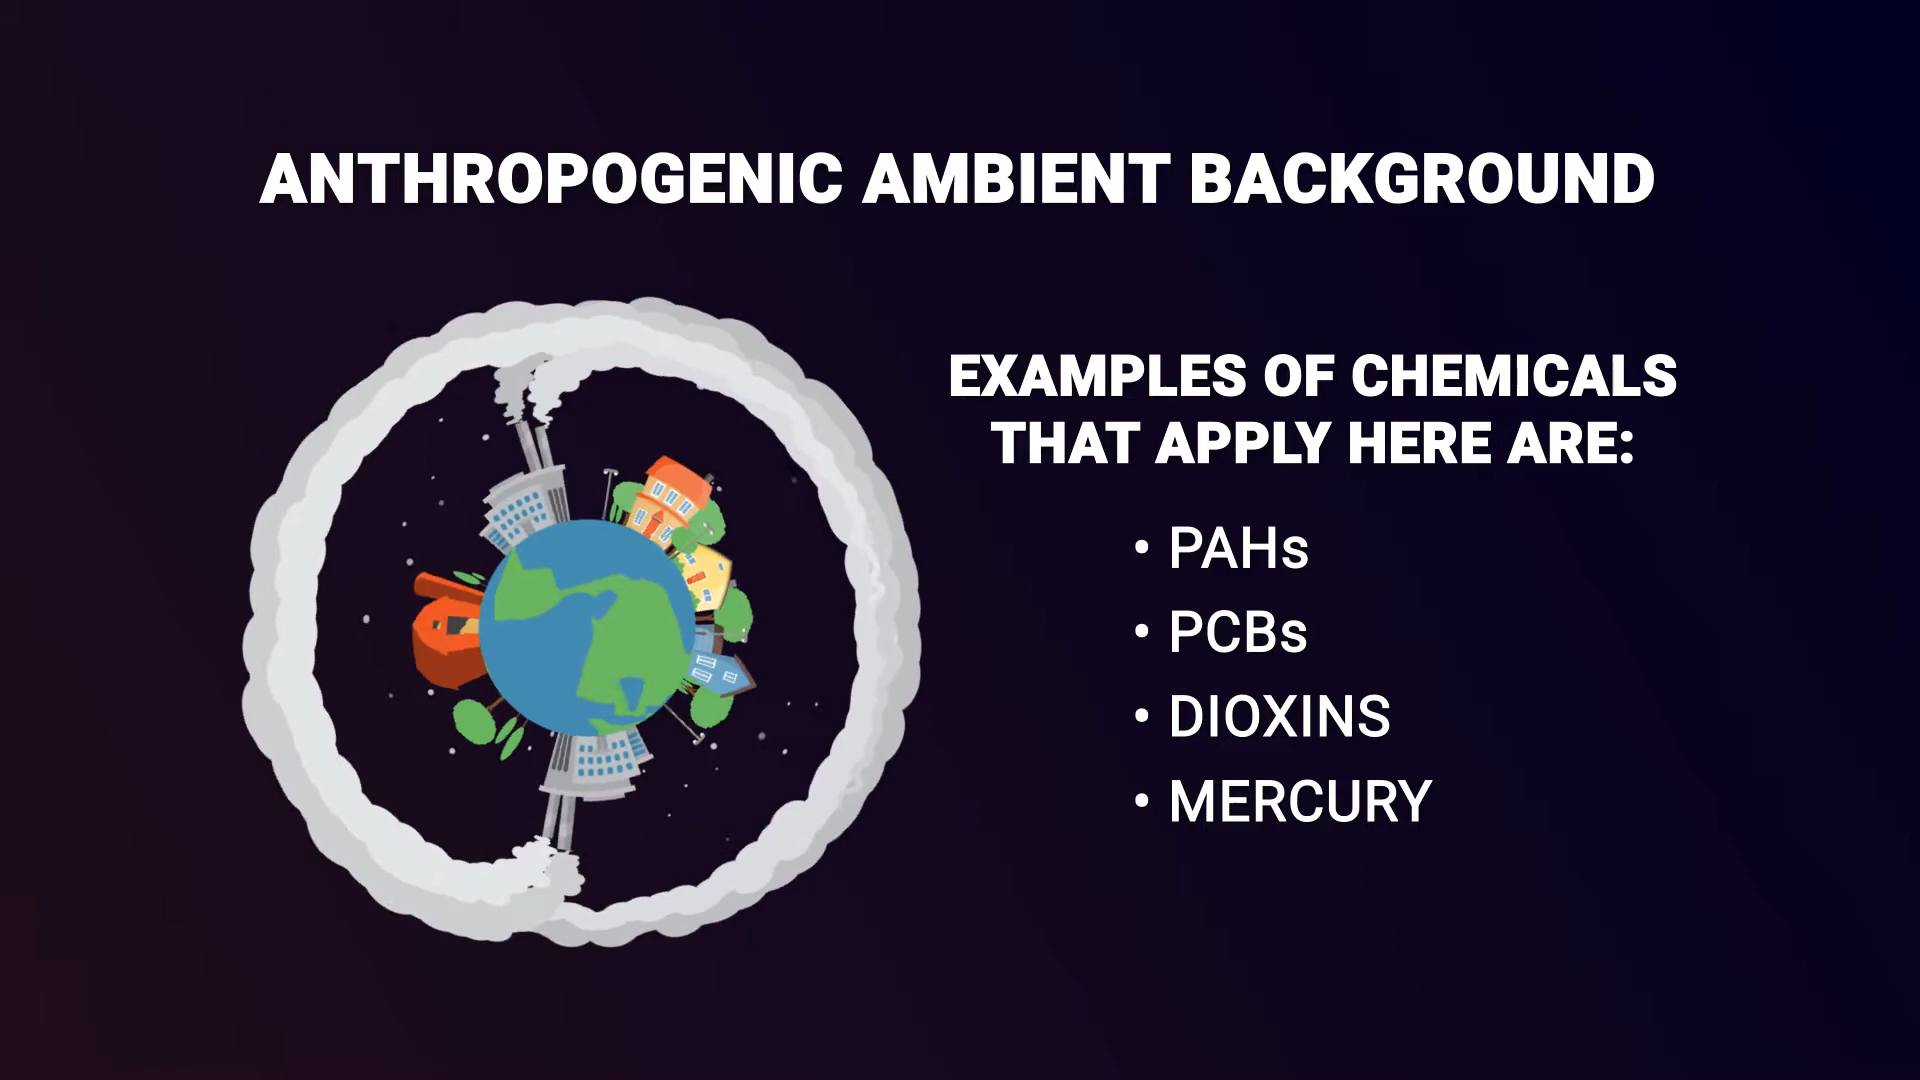 ANTHROPOGENIC AMBIENT BACKGROUND
EXAMPLES OF CHEMICALS
THAT APPLY HERE ARE:
• PAHs
• PCBs
• DIOXINS
• MERCURY